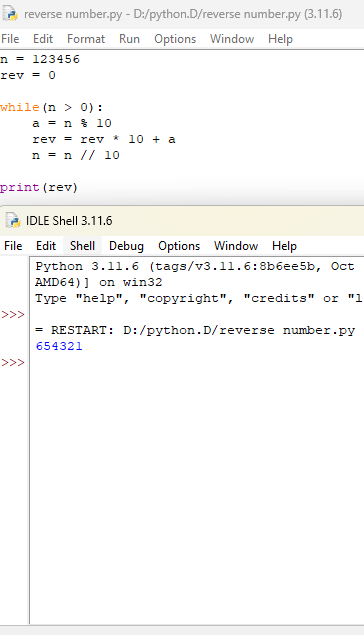 reverse number.py - D:/python.D/reverse number.py (3.11.6)
File Edit Format Run Options Window Help
n = 123456
rev = 0
while(n > 0):
    a = n % 10
    rev = rev * 10 + a
    n = n // 10
print(rev)
IDLE Shell 3.11.6
File Edit Shell Debug Options Window Help
Python 3.11.6 (tags/v3.11.6:8b6ee5b, Oct
AMD64)] on win32
Type "help", "copyright", "credits" or "l
>>>
= RESTART: D:/python.D/reverse number.py
654321
>>>